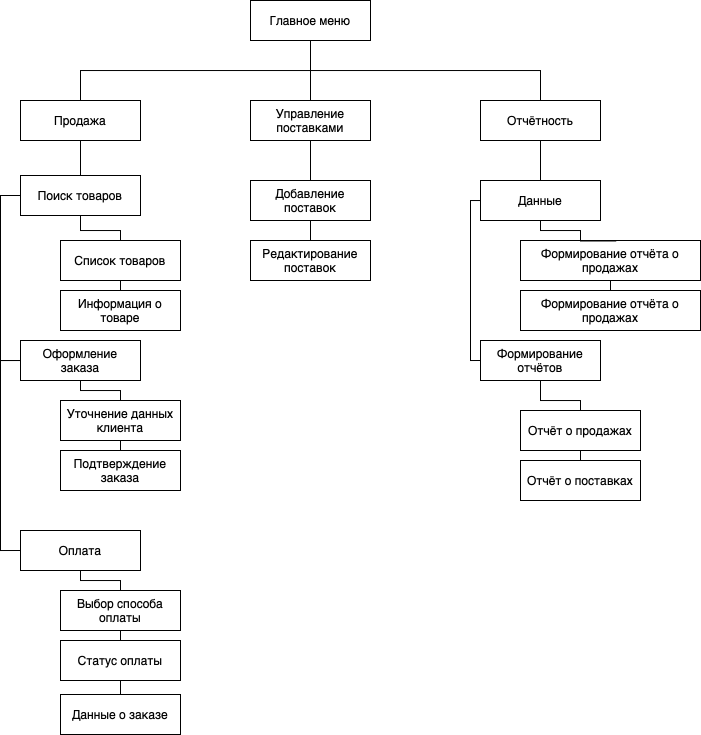 Главное меню
Продажа
Управление
поставками
Отчётность
Поиск товаров
Список товаров
Информация о
товаре
Оформление
заказа
Уточнение данных
клиента
Подтверждение
заказа
Оплата
Выбор способа
оплаты
Статус оплаты
Данные о заказе
Добавление
поставок
Редактирование
поставок
Данные
Формирование отчёта о
продажах
Формирование отчёта о
продажах
Формирование
отчётов
Отчёт о продажах
Отчёт о поставках